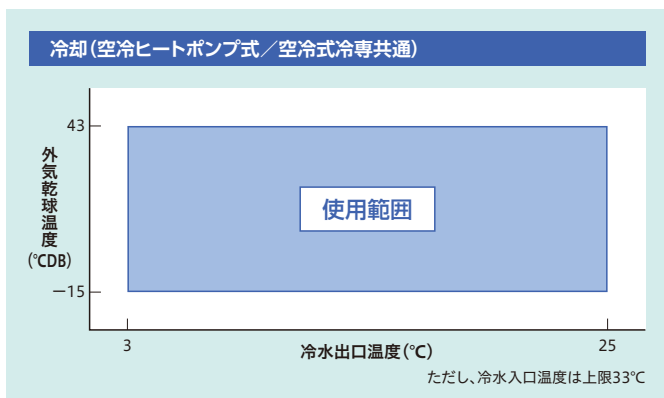 冷却（空冷ヒートポンプ式／空冷式冷専共通）
43
外気乾球温度
(℃DB)
使用範囲
－15
3
冷水出口温度（℃）
25
ただし、冷水入口温度は上限33℃